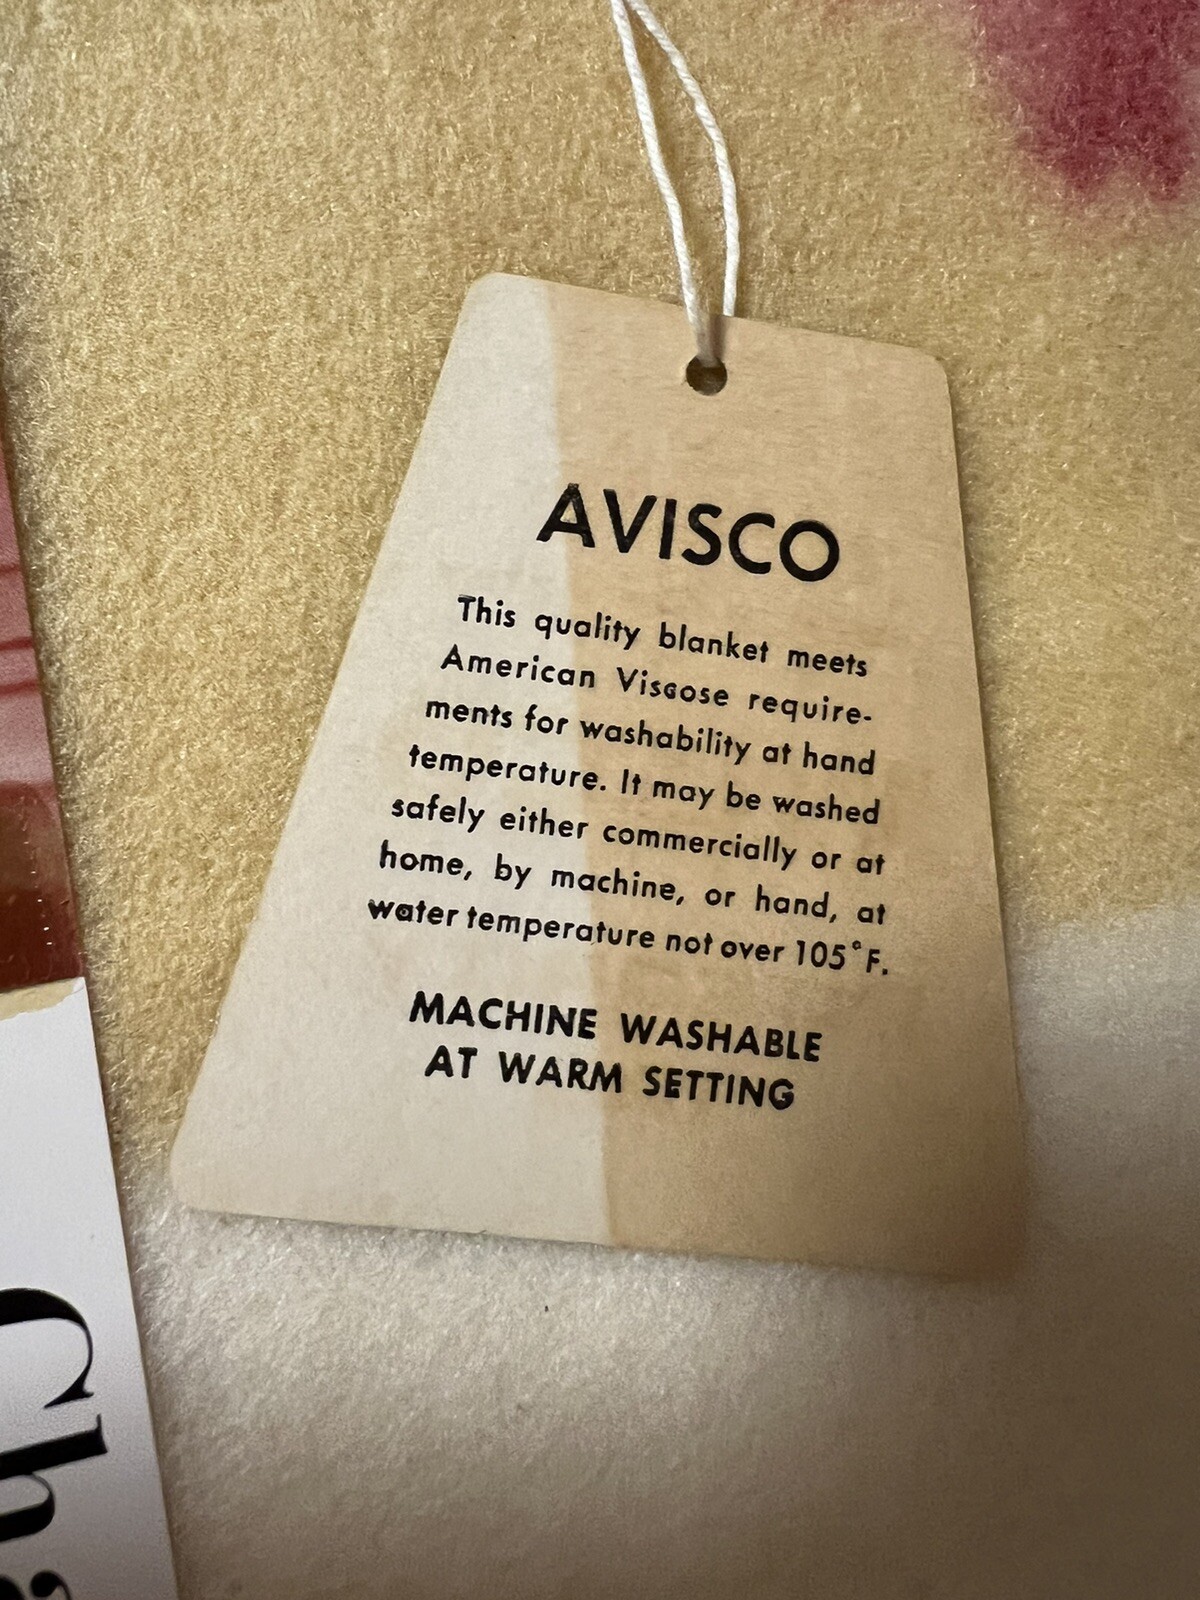 AVISCO
This quality blanket meets
American Viscose require-
ments for washability at hand
temperature. It may be washed
safely either commercially or at
home, by machine, or hand, at
water temperature not over 105°F.
MACHINE WASHABLE
AT WARM SETTING